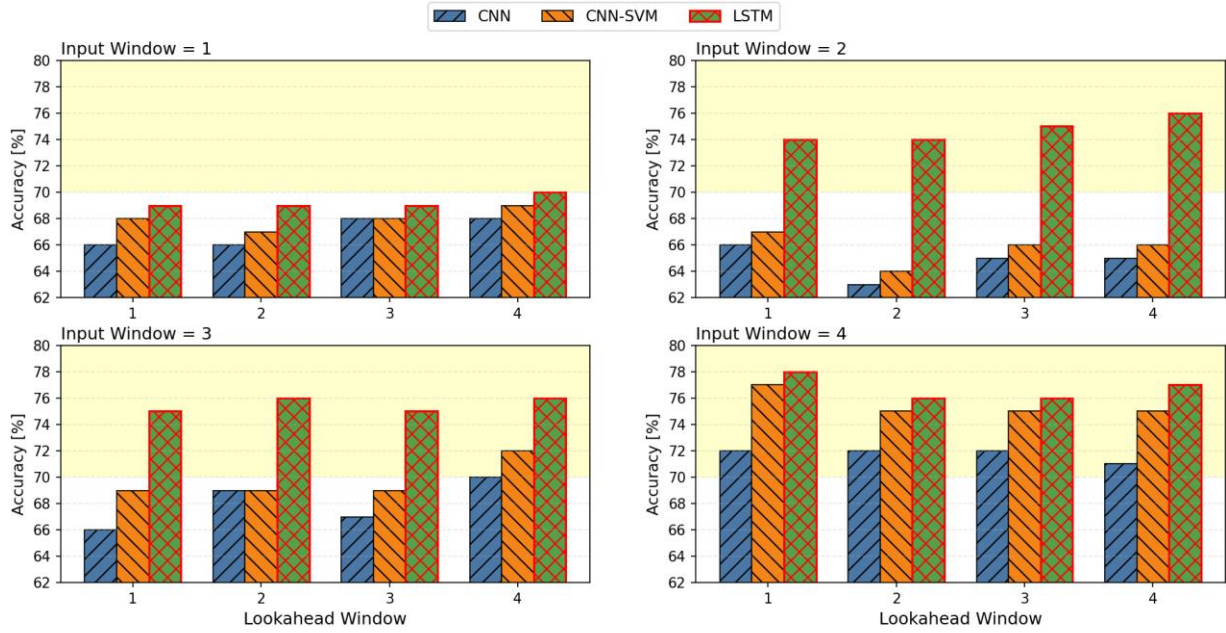 CNN CNN-SVM LSTM
Input Window = 1
Input Window = 2
80
78
76
74
72
70
68
66
64
62
Accuracy [%]
1 2 3 4
80
78
76
74
72
70
68
66
64
62
Accuracy [%]
1 2 3 4
Input Window = 3
Input Window = 4
80
78
76
74
72
70
68
66
64
62
Accuracy [%]
1 2 3 4
Lookahead Window
80
78
76
74
72
70
68
66
64
62
Accuracy [%]
1 2 3 4
Lookahead Window